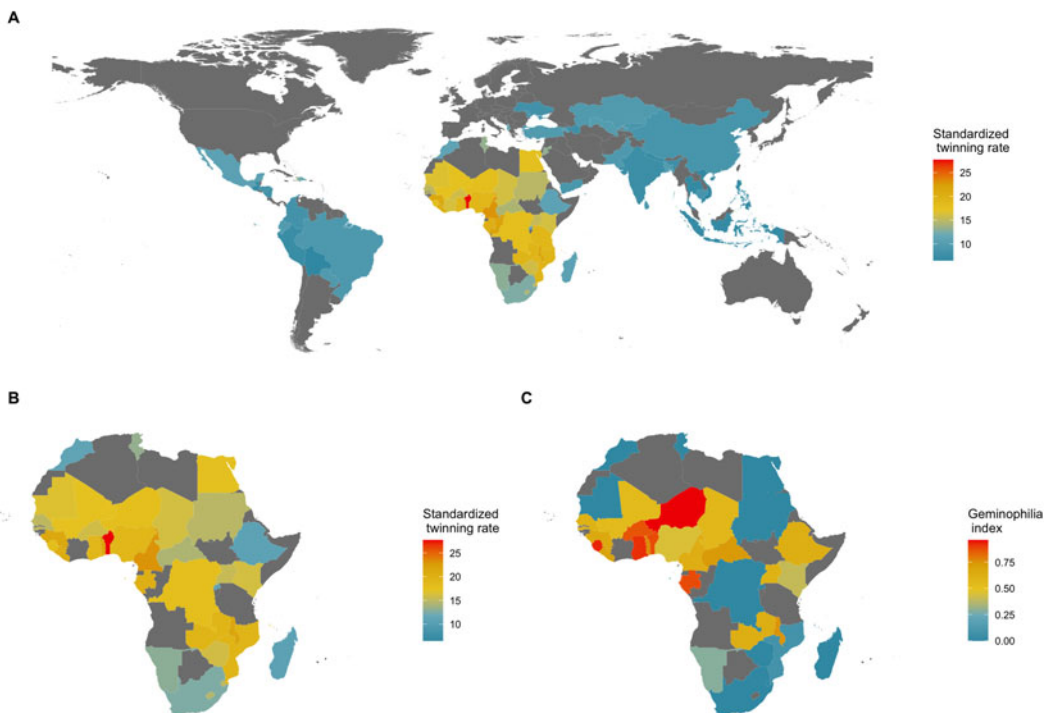 A
Standardized
twinning rate
25
20
15
10
B
C
Standardized
twinning rate
25
20
15
10
Geminophilia
index
0.75
0.50
0.25
0.00